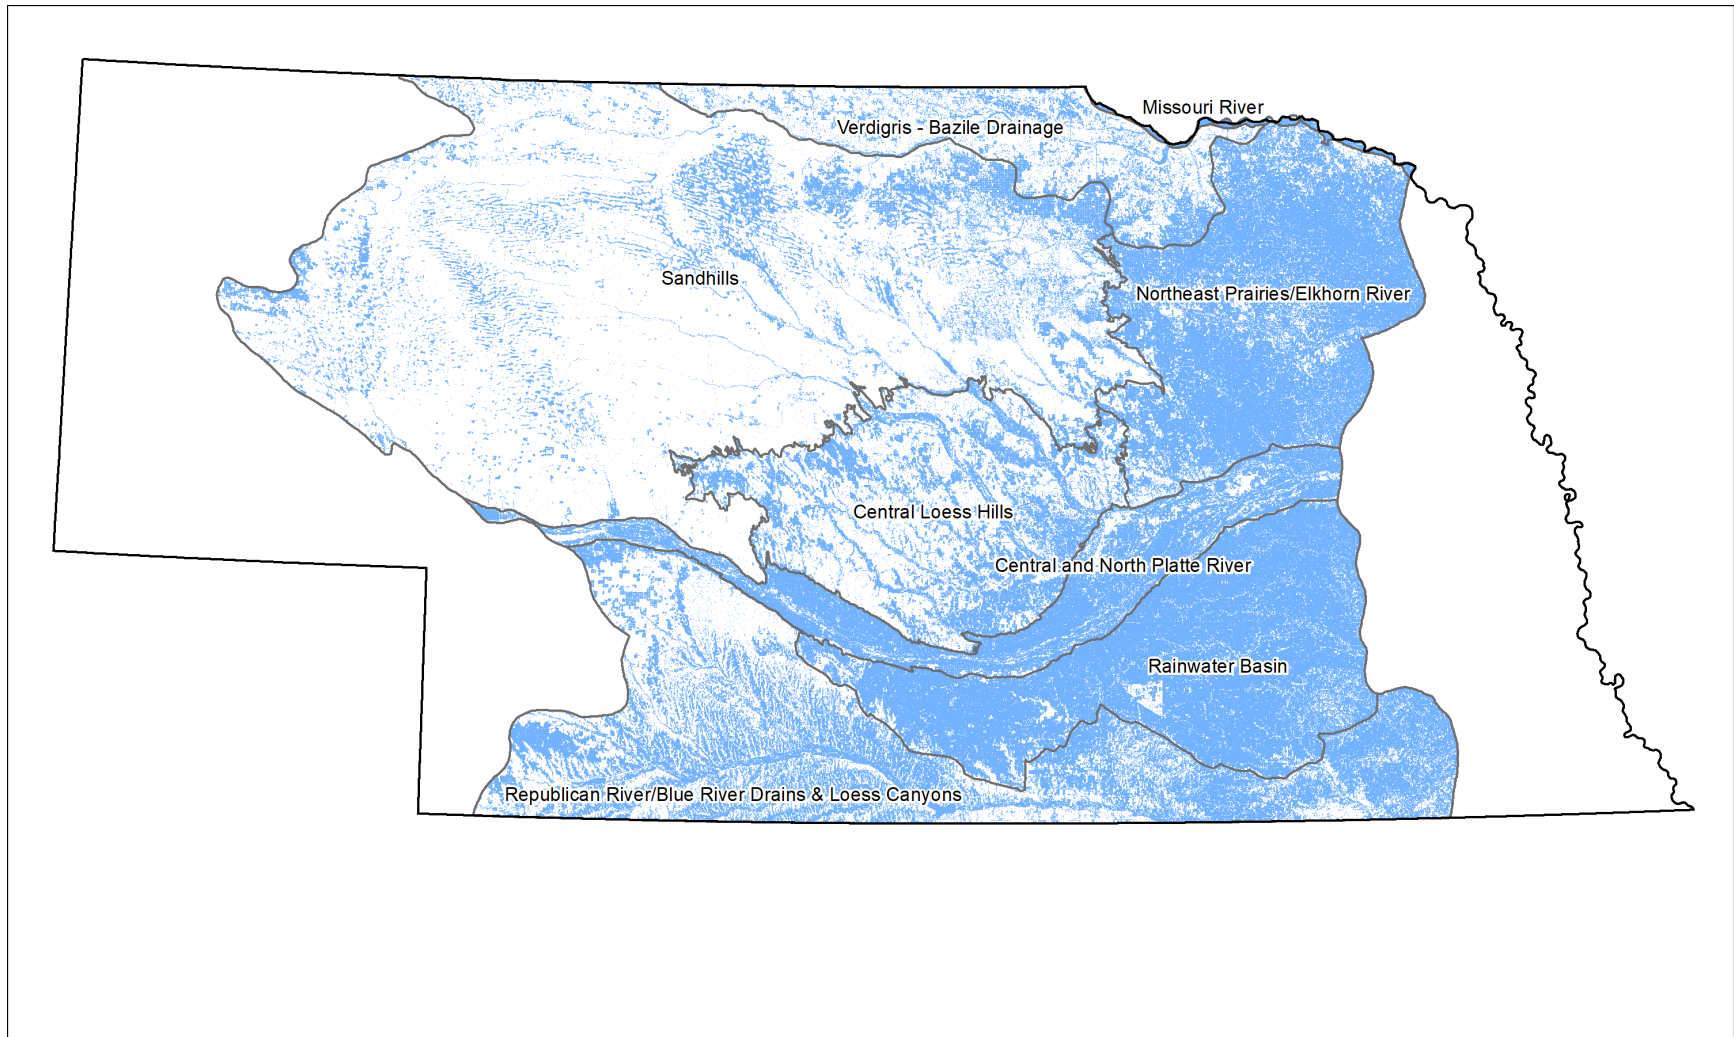 Missouri River
Verdigris - Bazile Drainage
Sandhills
Northeast Prairies/Elkhorn River
Central Loess Hills
Central and North Platte River
Rainwater Basin
Republican River/Blue River Drains & Loess Canyons